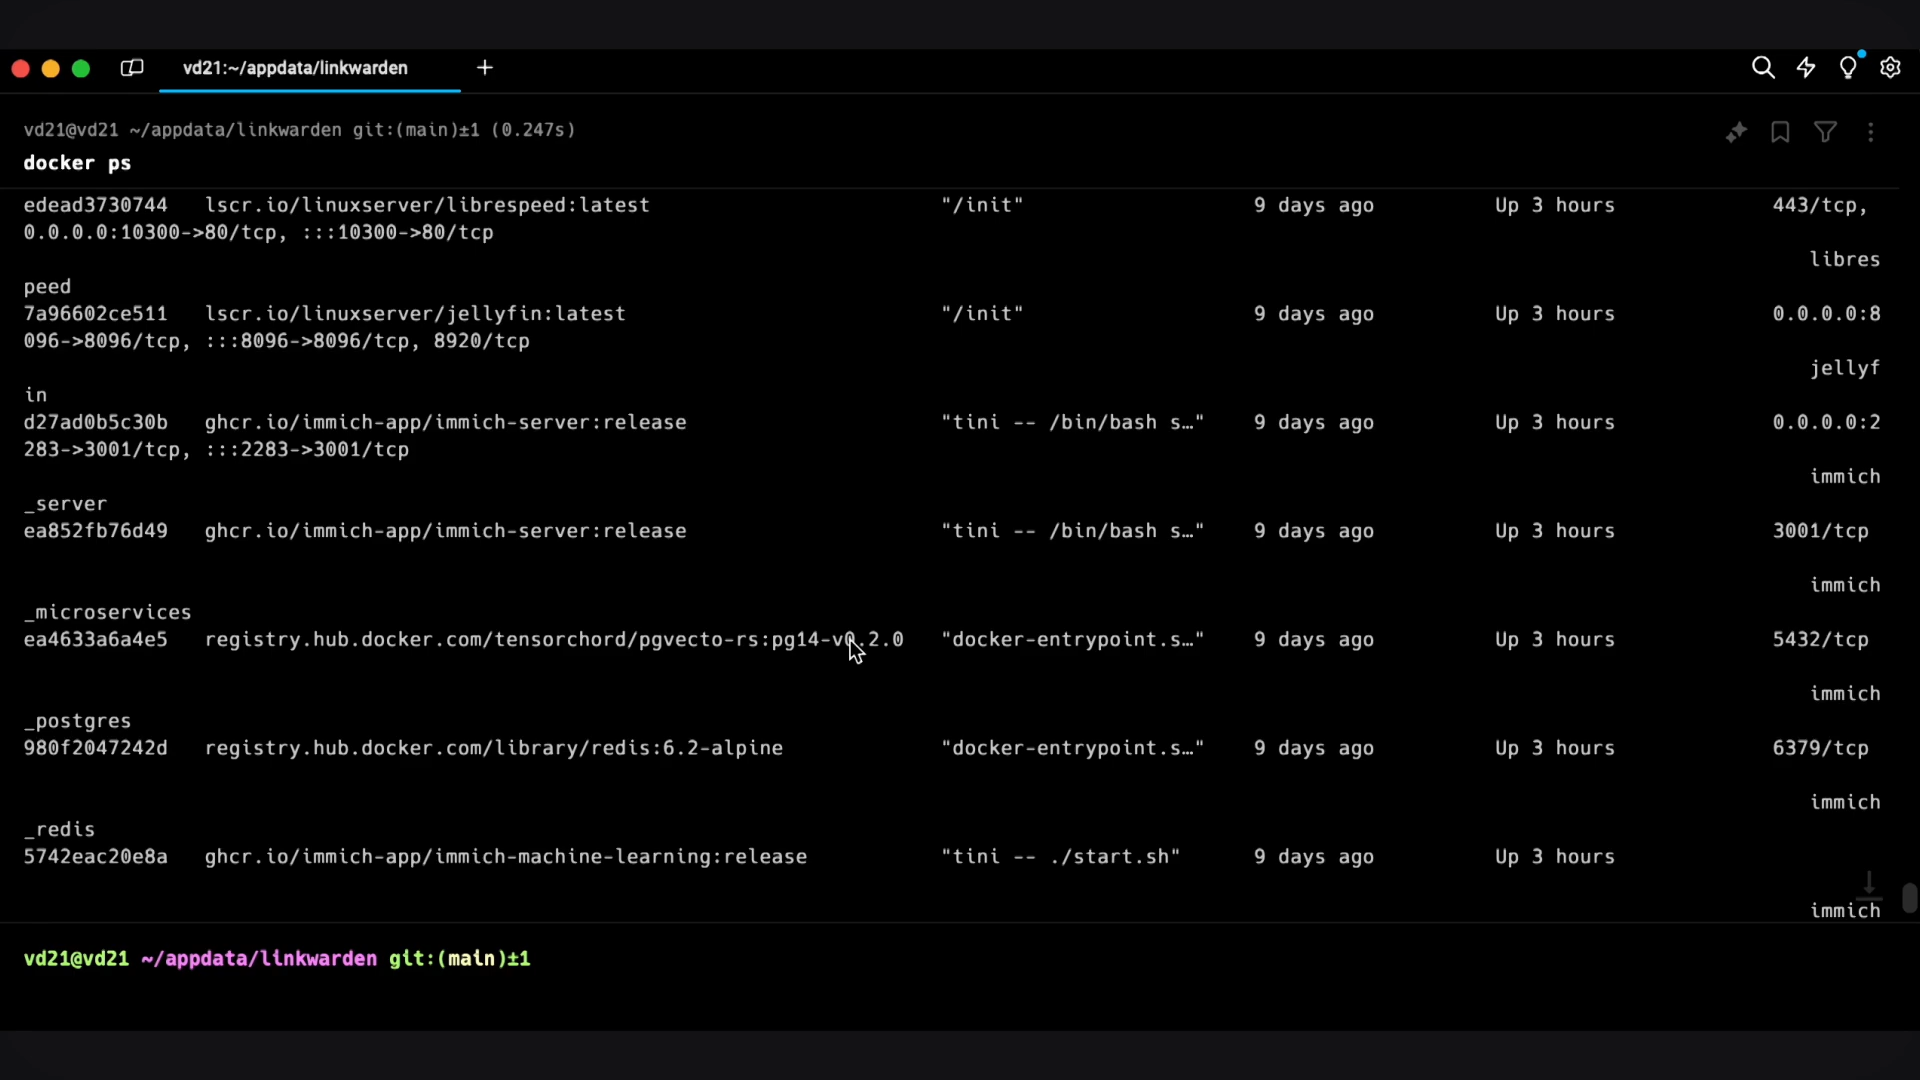 vd21:~/appdata/linkwarden
vd21@vd21 ~/appdata/linkwarden git:(main)±1 (0.247s)
docker ps
edead3730744   lscr.io/linuxserver/librespeed:latest   "/init"   9 days ago   Up 3 hours   443/tcp,
0.0.0.0:10300->80/tcp, :::10300->80/tcp
libres
peed
7a96602ce511   lscr.io/linuxserver/jellyfin:latest   "/init"   9 days ago   Up 3 hours   0.0.0.0:8
096->8096/tcp, :::8096->8096/tcp, 8920/tcp
jellyf
in
d27ad0b5c30b   ghcr.io/immich-app/immich-server:release   "tini -- /bin/bash s…"   9 days ago   Up 3 hours   0.0.0.0:2
283->3001/tcp, :::2283->3001/tcp
immich
_server
ea852fb76d49   ghcr.io/immich-app/immich-server:release   "tini -- /bin/bash s…"   9 days ago   Up 3 hours   3001/tcp
immich
_microservices
ea4633a6a4e5   registry.hub.docker.com/tensorchord/pgvecto-rs:pg14-v0.2.0   "docker-entrypoint.s…"   9 days ago   Up 3 hours   5432/tcp
immich
_postgres
980f2047242d   registry.hub.docker.com/library/redis:6.2-alpine   "docker-entrypoint.s…"   9 days ago   Up 3 hours   6379/tcp
immich
_redis
5742eac20e8a   ghcr.io/immich-app/immich-machine-learning:release   "tini -- ./start.sh"   9 days ago   Up 3 hours
immich
vd21@vd21 ~/appdata/linkwarden git:(main)±1